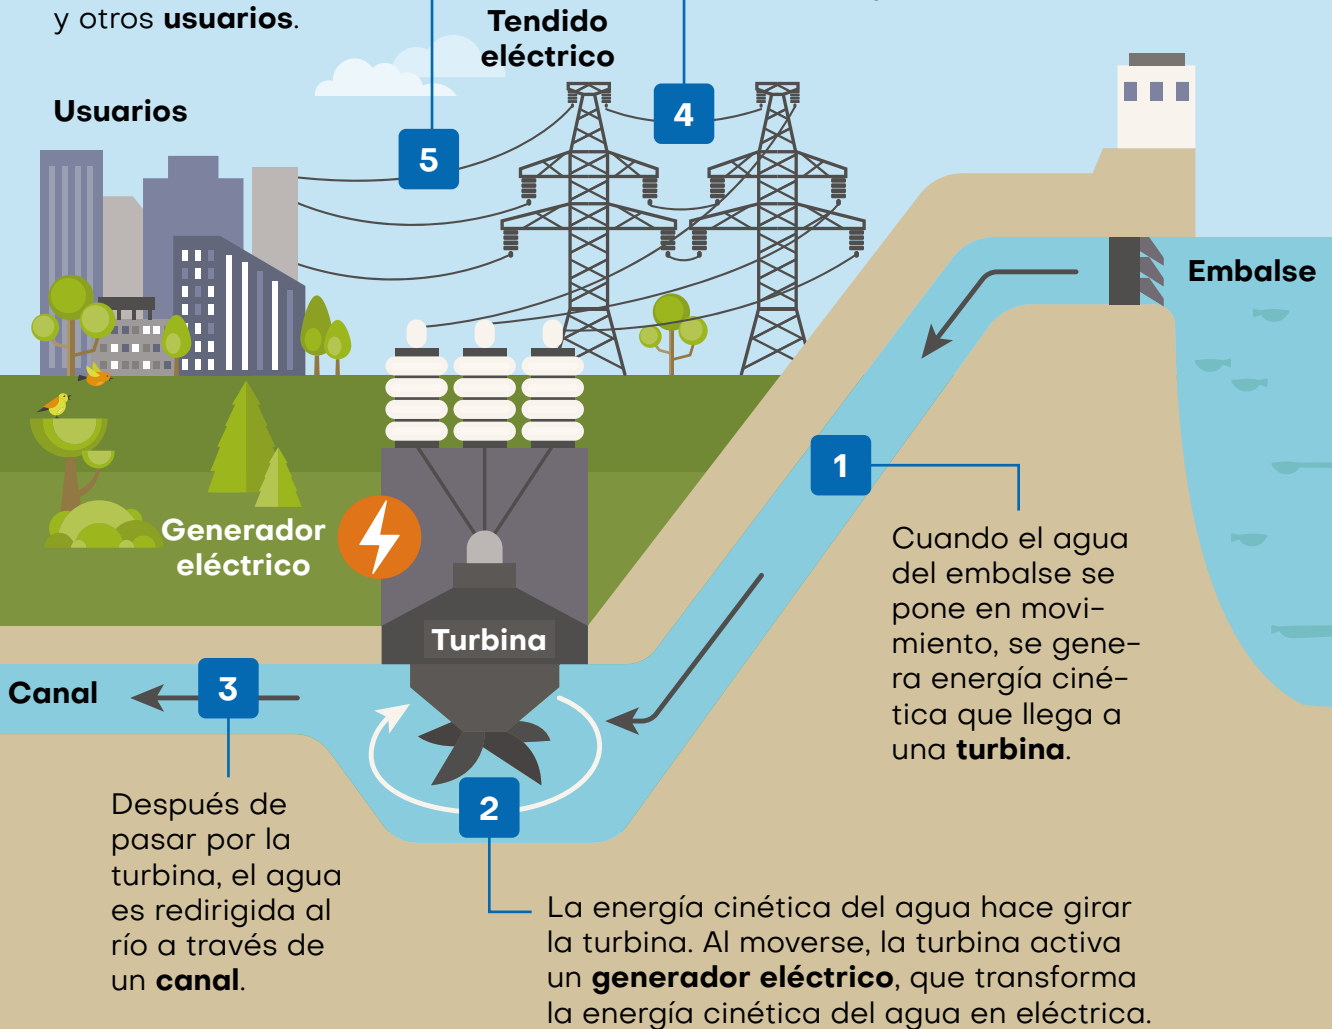 y otros usuarios.
Tendido
eléctrico
Usuarios
5
4
Embalse
1
Cuando el agua
del embalse se
pone en movi-
miento, se gene-
ra energía ciné-
tica que llega a
una turbina.
Generador
eléctrico
Turbina
Canal
3
Después de
pasar por la
turbina, el agua
es redirigida al
río a través de
un canal.
2
La energía cinética del agua hace girar
la turbina. Al moverse, la turbina activa
un generador eléctrico, que transforma
la energía cinética del agua en eléctrica.